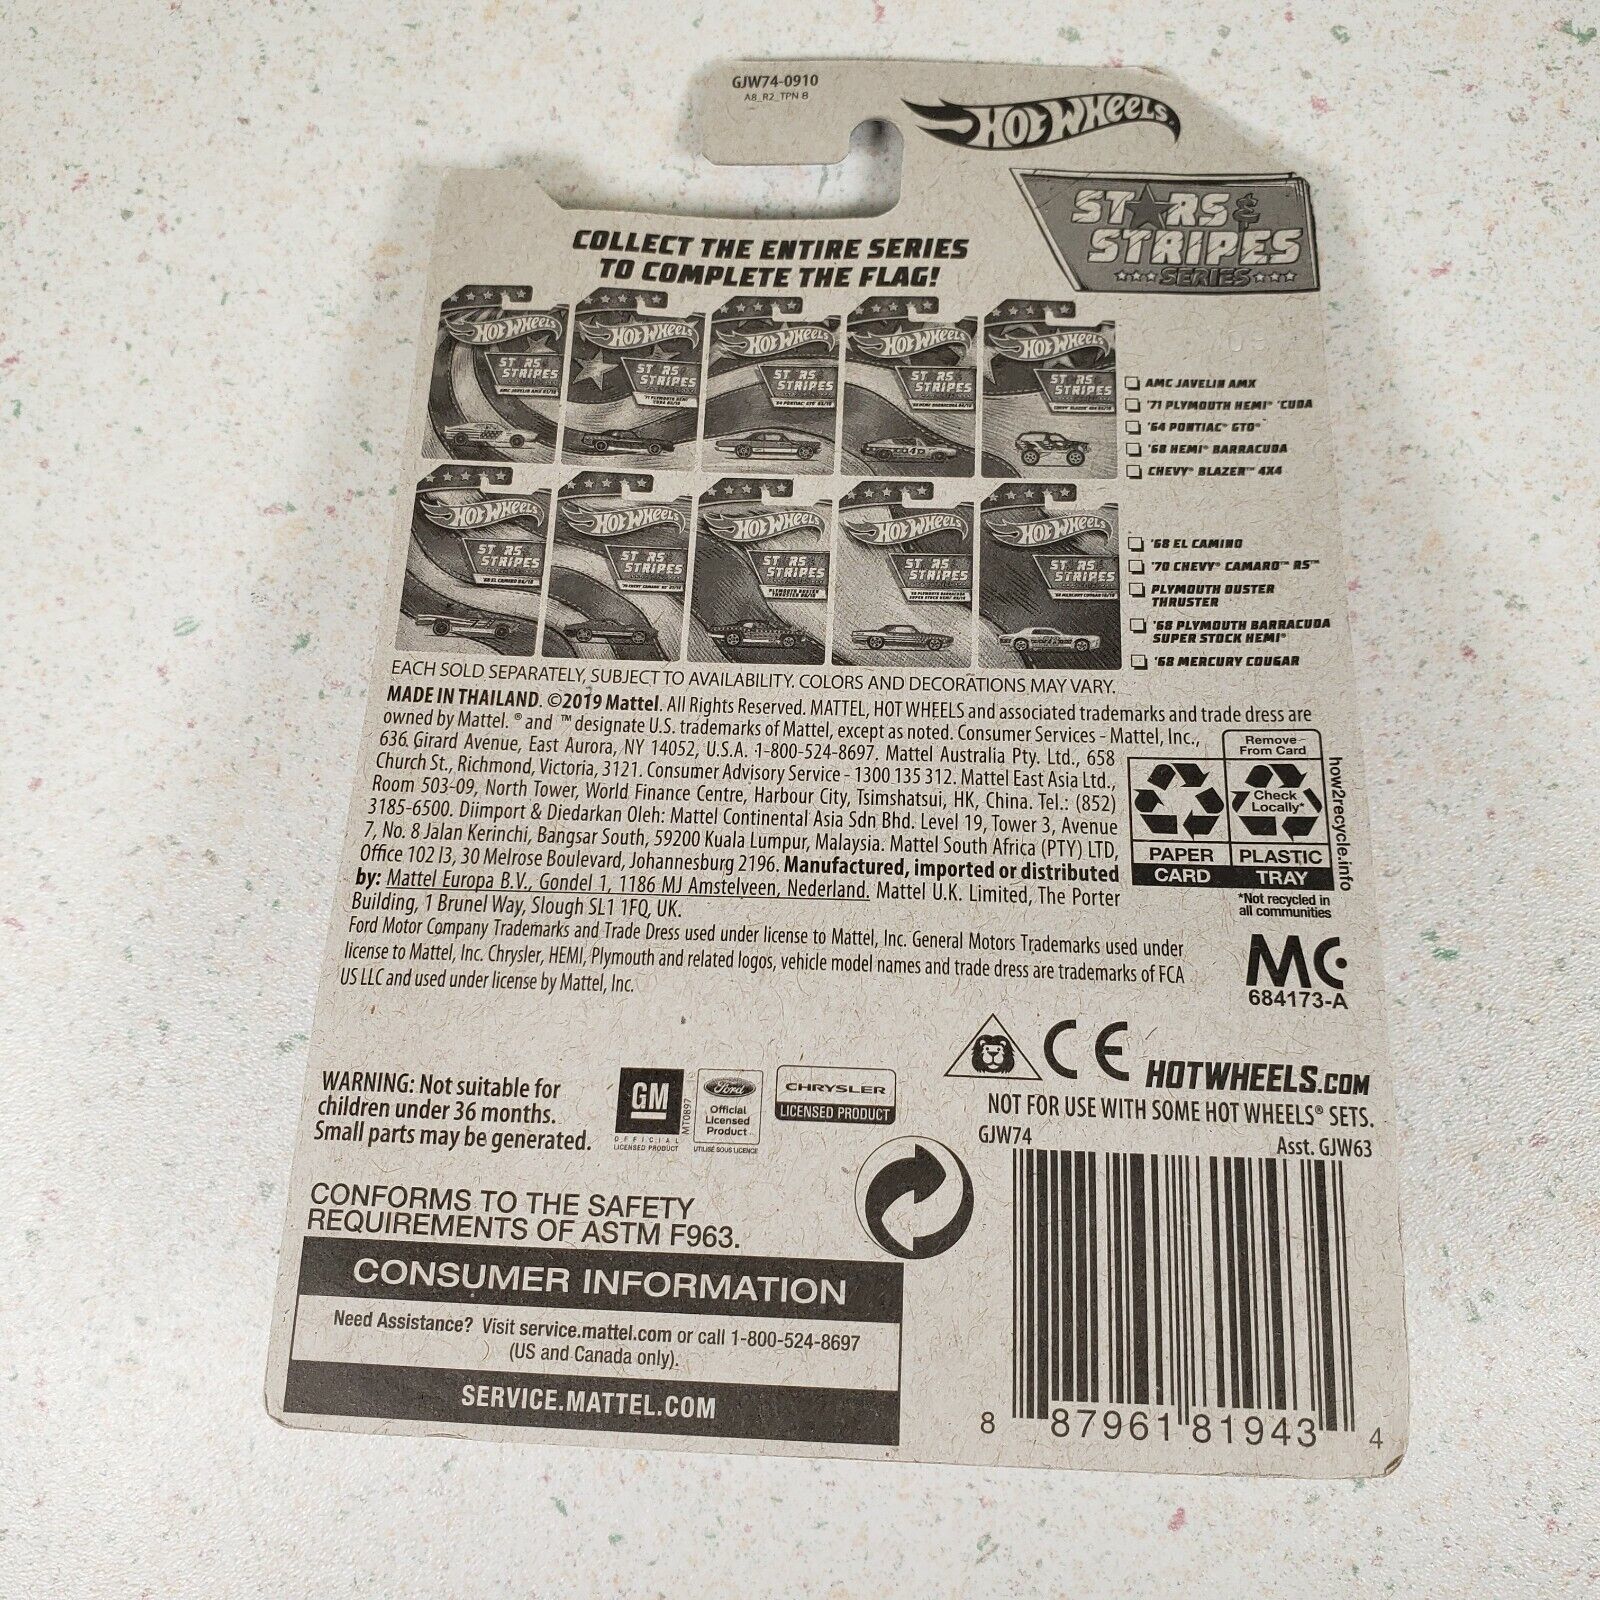 GJW74-0910
A8_R2_TPN B
HOT WHEELS
ST RS &
STRIPES
SERIES
COLLECT THE ENTIRE SERIES
TO COMPLETE THE FLAG!
AMC JAVELIN AMX
'71 PLYMOUTH HEMI® 'CUDA
'64 PONTIAC® GTO®
'68 HEMI® BARRACUDA
CHEVY® BLAZER™ 4X4
'68 EL CAMINO
'70 CHEVY® CAMARO™ RS™
PLYMOUTH DUSTER
THRUSTER
'68 PLYMOUTH BARRACUDA
SUPER STOCK HEMI®
'68 MERCURY COUGAR
EACH SOLD SEPARATELY, SUBJECT TO AVAILABILITY. COLORS AND DECORATIONS MAY VARY.
MADE IN THAILAND. ©2019 Mattel. All Rights Reserved. MATTEL, HOT WHEELS and associated trademarks and trade dress are
owned by Mattel. ® and ™ designate U.S. trademarks of Mattel, except as noted. Consumer Services - Mattel, Inc.,
636 Girard Avenue, East Aurora, NY 14052, U.S.A. 1-800-524-8697. Mattel Australia Pty. Ltd., 658
Church St., Richmond, Victoria, 3121. Consumer Advisory Service - 1300 135 312. Mattel East Asia Ltd.,
Room 503-09, North Tower, World Finance Centre, Harbour City, Tsimshatsui, HK, China. Tel.: (852)
3185-6500. Diimport & Diedarkan Oleh: Mattel Continental Asia Sdn Bhd. Level 19, Tower 3, Avenue
7, No. 8 Jalan Kerinchi, Bangsar South, 59200 Kuala Lumpur, Malaysia. Mattel South Africa (PTY) LTD,
Office 102 I3, 30 Melrose Boulevard, Johannesburg 2196. Manufactured, imported or distributed
by: Mattel Europa B.V., Gondel 1, 1186 MJ Amstelveen, Nederland. Mattel U.K. Limited, The Porter
Building, 1 Brunel Way, Slough SL1 1FQ, UK.
Ford Motor Company Trademarks and Trade Dress used under license to Mattel, Inc. General Motors Trademarks used under
license to Mattel, Inc. Chrysler, HEMI, Plymouth and related logos, vehicle model names and trade dress are trademarks of FCA
US LLC and used under license by Mattel, Inc.
Remove
From Card
Check
Locally*
PAPER
CARD
PLASTIC
TRAY
how2recycle.info
*Not recycled in
all communities
MC
684173-A
CE
HOTWHEELS.COM
NOT FOR USE WITH SOME HOT WHEELS® SETS.
WARNING: Not suitable for
children under 36 months.
Small parts may be generated.
GM
OFFICIAL
LICENSED PRODUCT
MT0897
Ford
Official
Licensed
Product
UTILISÉ SOUS LICENCE
CHRYSLER
LICENSED PRODUCT
GJW74
Asst. GJW63
CONFORMS TO THE SAFETY
REQUIREMENTS OF ASTM F963.
CONSUMER INFORMATION
Need Assistance? Visit service.mattel.com or call 1-800-524-8697
(US and Canada only).
SERVICE.MATTEL.COM
8 87961 81943 4